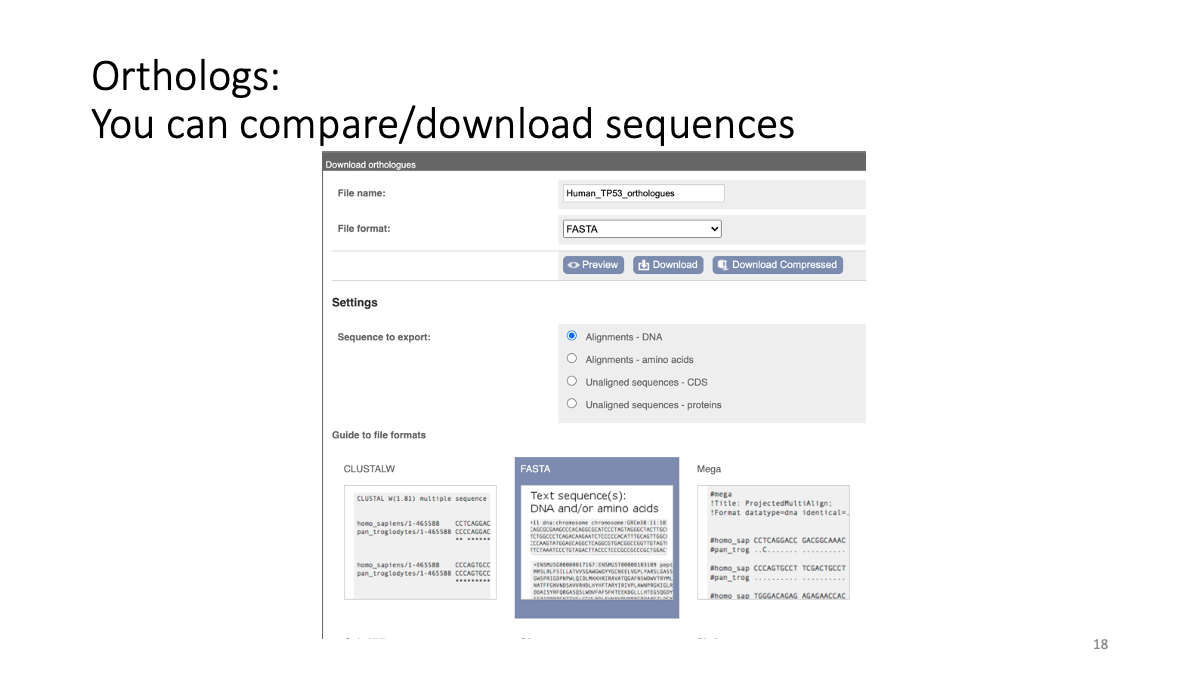 Orthologs:
You can compare/download sequences
Download orthologues
File name:
Human_TP53_orthologues
File format:
FASTA
Preview
Download
Download Compressed
Settings
Sequence to export:
Alignments - DNA
Alignments - amino acids
Unaligned sequences - CDS
Unaligned sequences - proteins
Guide to file formats
CLUSTALW
CLUSTAL W(1.81) multiple sequence
homo_sapiens/1-465588 CCTCAGGAC
pan_troglodytes/1-465588 CCCCAGGAC
** ******
homo_sapiens/1-465588 CCCAGTGCC
pan_troglodytes/1-465588 CCCAGTGCC
*********
FASTA
Text sequence(s):
DNA and/or amino acids
Mega
#mega
!Title: ProjectedMultiAlign;
!Format datatype=dna identical=.
#homo_sap CCTCAGGACC GACGGCAAAC
#pan_trog ..C....... ..........
#homo_sap CCCAGTGCCT TCGACTGCCT
#pan_trog .......... ..........
#homo sap TGGGACAGAG AGAGAACCAC
18